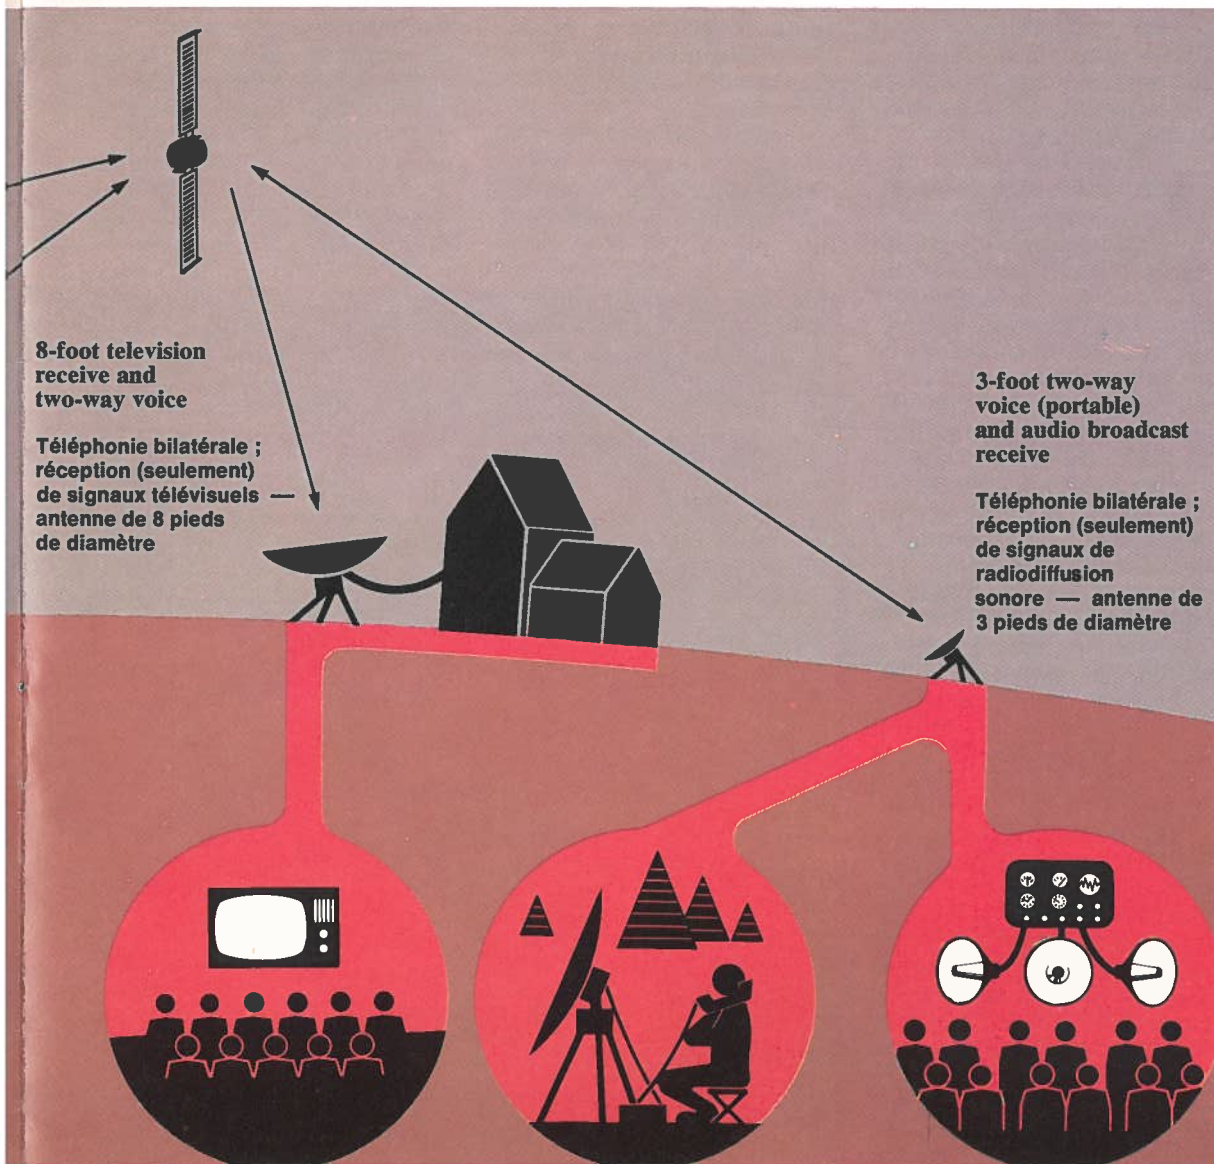 8-foot television
receive and
two-way voice
Téléphonie bilatérale ;
réception (seulement)
de signaux télévisuels —
antenne de 8 pieds
de diamètre
3-foot two-way
voice (portable)
and audio broadcast
receive
Téléphonie bilatérale ;
réception (seulement)
de signaux de
radiodiffusion
sonore — antenne de
3 pieds de diamètre